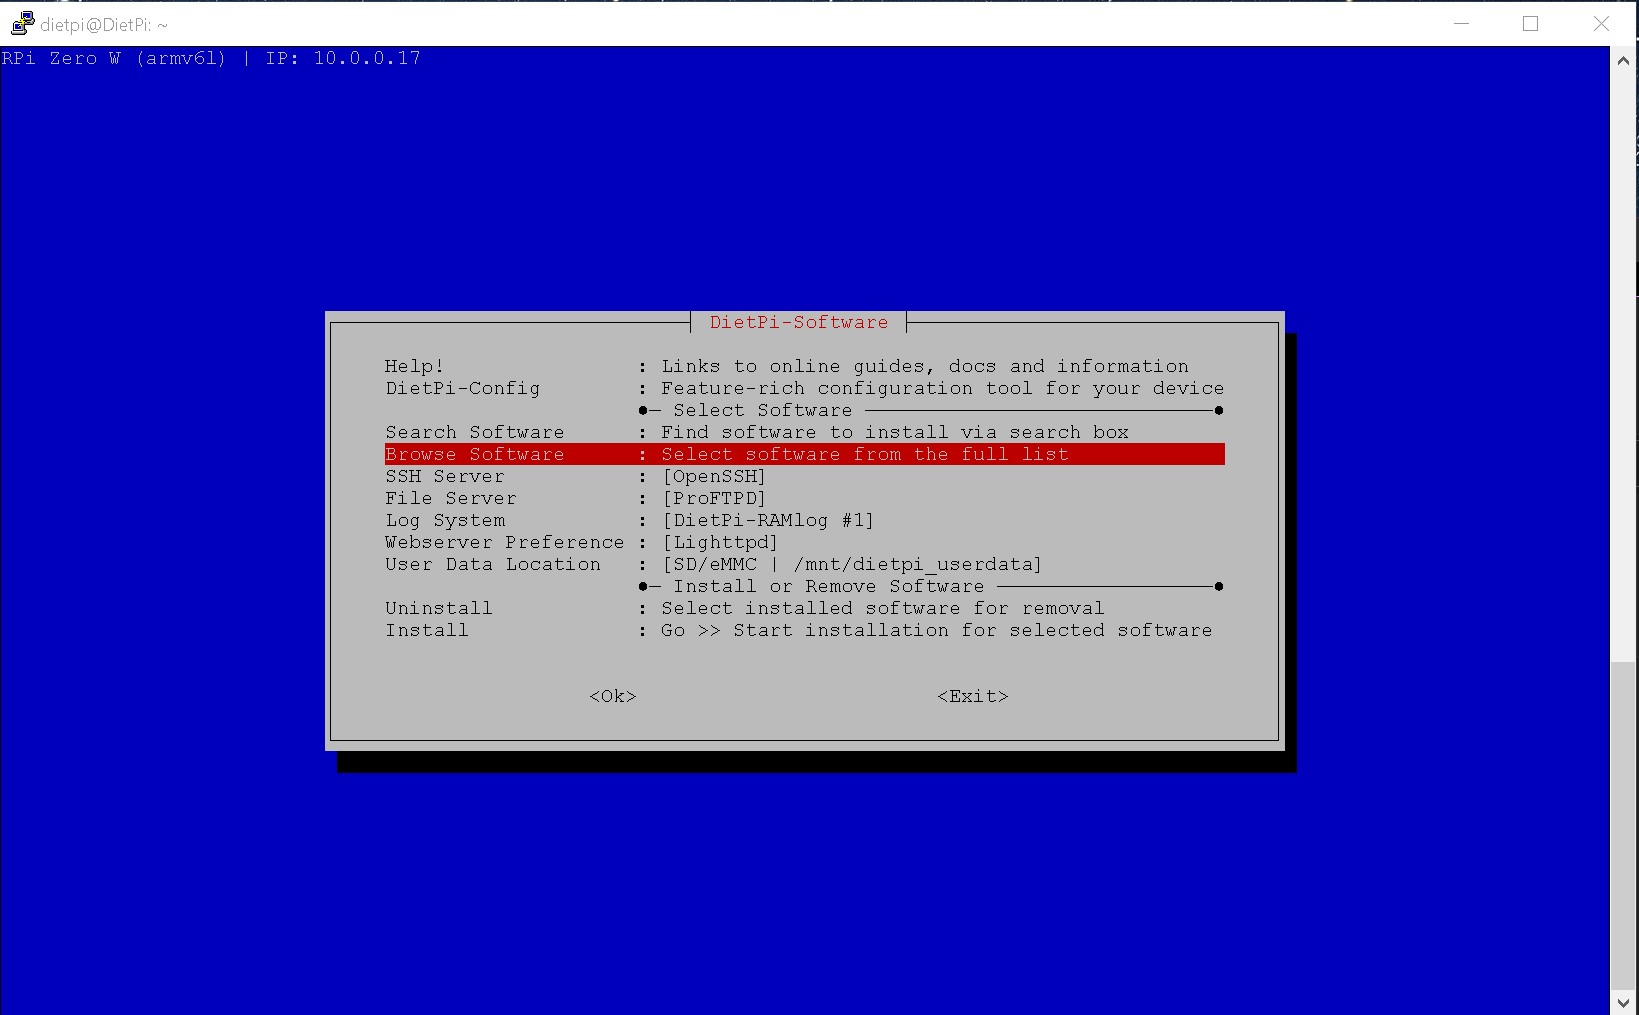 dietpi@DietPi: ~
RPi Zero W (armv6l) | IP: 10.0.0.17
DietPi-Software
Help! : Links to online guides, docs and information
DietPi-Config : Feature-rich configuration tool for your device
●─ Select Software ─────────────────────────────●
Search Software : Find software to install via search box
Browse Software : Select software from the full list
SSH Server : [OpenSSH]
File Server : [ProFTPD]
Log System : [DietPi-RAMlog #1]
Webserver Preference : [Lighttpd]
User Data Location : [SD/eMMC | /mnt/dietpi_userdata]
●─ Install or Remove Software ──────────────────●
Uninstall : Select installed software for removal
Install : Go >> Start installation for selected software
<Ok> <Exit>